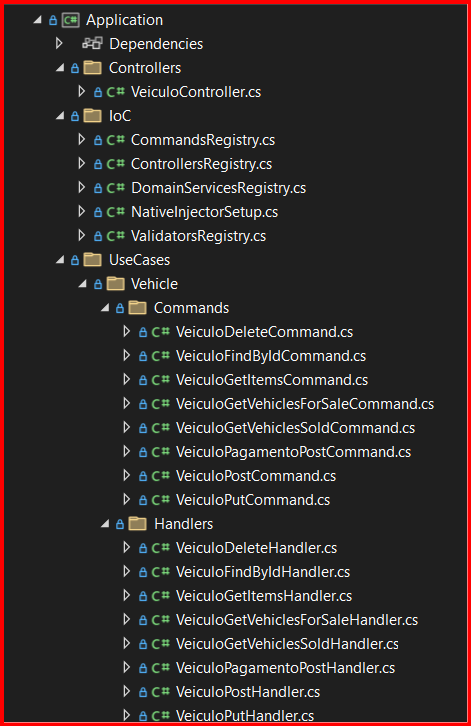 C# Application
Dependencies
Controllers
C# VeiculoController.cs
IoC
C# CommandsRegistry.cs
C# ControllersRegistry.cs
C# DomainServicesRegistry.cs
C# NativeInjectorSetup.cs
C# ValidatorsRegistry.cs
UseCases
Vehicle
Commands
C# VeiculoDeleteCommand.cs
C# VeiculoFindByIdCommand.cs
C# VeiculoGetItemsCommand.cs
C# VeiculoGetVehiclesForSaleCommand.cs
C# VeiculoGetVehiclesSoldCommand.cs
C# VeiculoPagamentoPostCommand.cs
C# VeiculoPostCommand.cs
C# VeiculoPutCommand.cs
Handlers
C# VeiculoDeleteHandler.cs
C# VeiculoFindByIdHandler.cs
C# VeiculoGetItemsHandler.cs
C# VeiculoGetVehiclesForSaleHandler.cs
C# VeiculoGetVehiclesSoldHandler.cs
C# VeiculoPagamentoPostHandler.cs
C# VeiculoPostHandler.cs
C# VeiculoPutHandler.cs